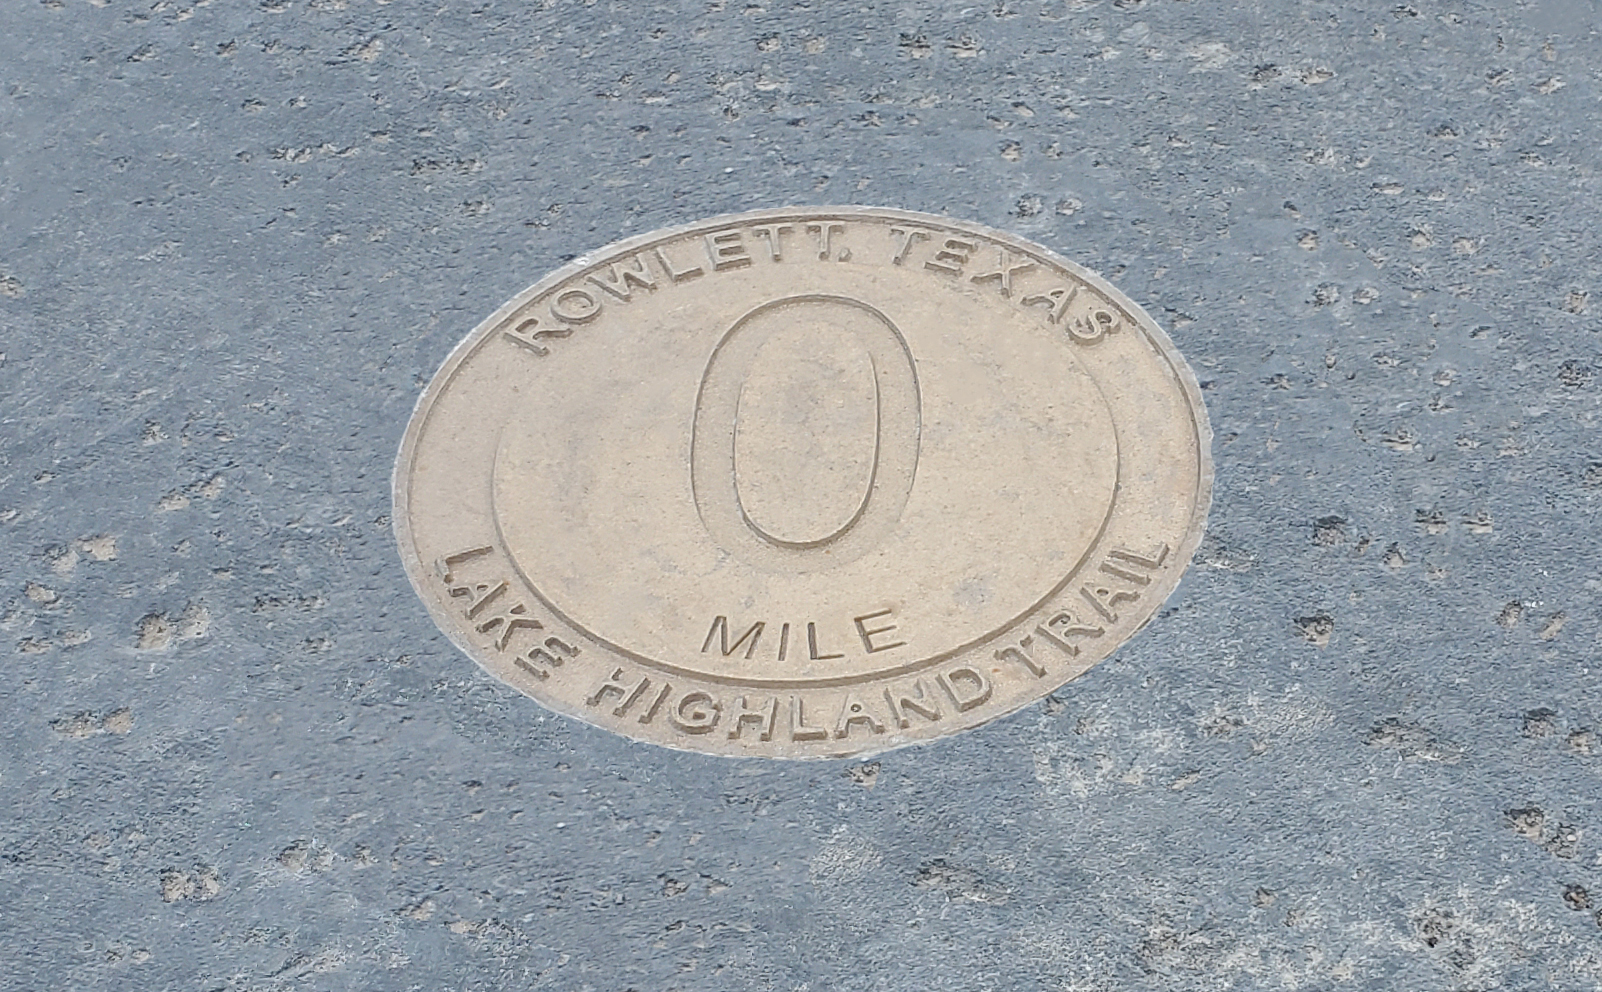 ROWLETT, TEXAS
0
MILE
LAKE HIGHLAND TRAIL